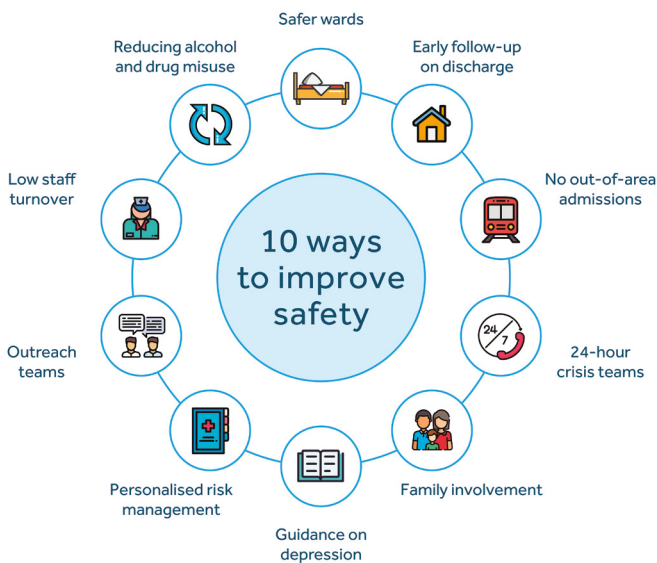 Safer wards
Early follow-up
on discharge
No out-of-area
admissions
24/7
24-hour
crisis teams
Family involvement
Guidance on
depression
Personalised risk
management
Outreach
teams
Low staff
turnover
Reducing alcohol
and drug misuse
10 ways
to improve
safety